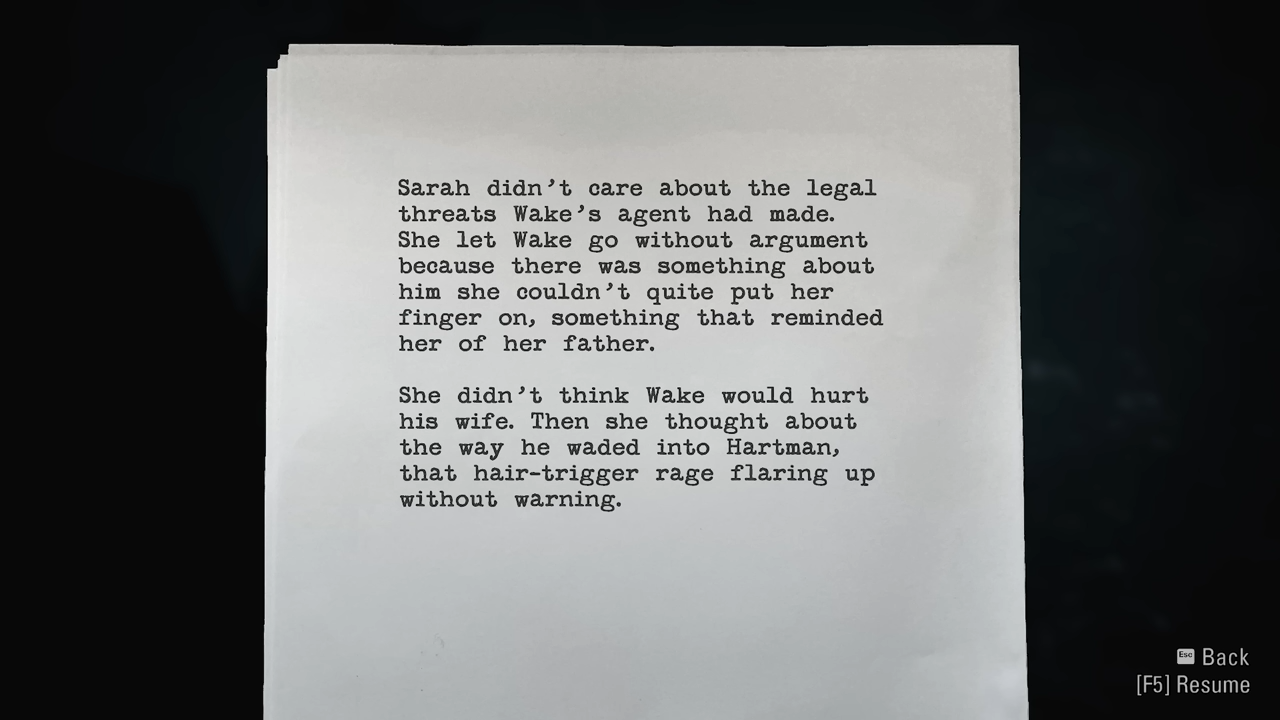 Sarah didn’t care about the legal
threats Wake’s agent had made.
She let Wake go without argument
because there was something about
him she couldn’t quite put her
finger on, something that reminded
her of her father.
She didn’t think Wake would hurt
his wife. Then she thought about
the way he waded into Hartman,
that hair-trigger rage flaring up
without warning.
Esc Back
[F5] Resume